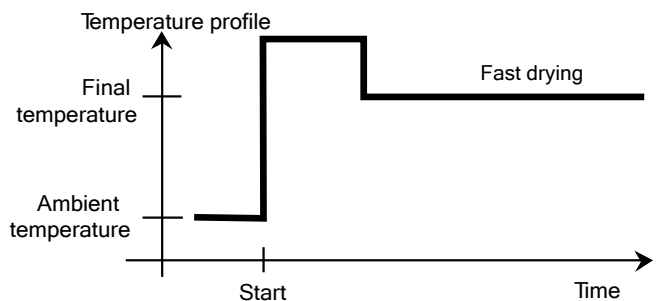 Temperature profile
Fast drying
Final
temperature
Ambient
temperature
Start
Time